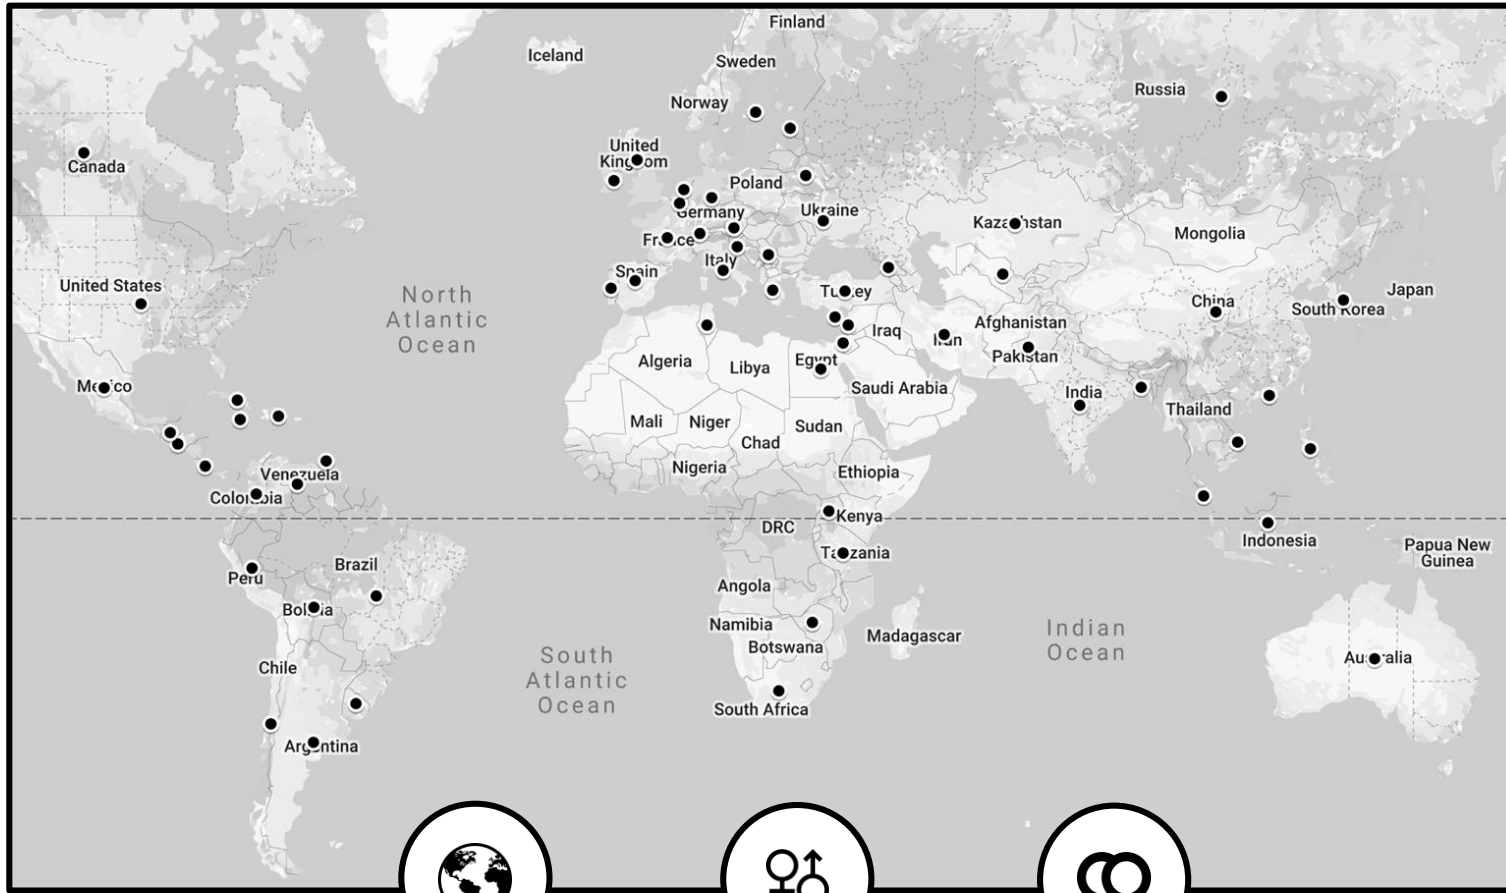 Finland
Iceland
Sweden
Russia
Norway
United
Kingdom
Canada
Poland
Germany
Ukraine
Kazakhstan
Mongolia
France
Italy
Spain
United States
North
Atlantic
Ocean
Turkey
Japan
China
South Korea
Iraq
Iran
Afghanistan
Pakistan
Algeria
Libya
Egypt
Saudi Arabia
Mexico
India
Thailand
Mali
Niger
Chad
Sudan
Nigeria
Ethiopia
Venezuela
Colombia
DRC
Kenya
Indonesia
Papua New
Guinea
Tanzania
Brazil
Peru
Bolivia
Angola
Namibia
Botswana
Madagascar
Indian
Ocean
Chile
South
Atlantic
Ocean
Australia
South Africa
Argentina